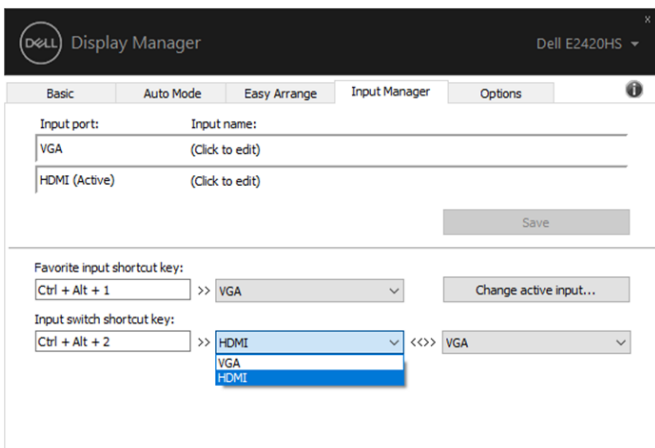 x
DELL Display Manager Dell E2420HS
Basic Auto Mode Easy Arrange Input Manager Options i
Input port: Input name:
VGA (Click to edit)
HDMI (Active) (Click to edit)
Save
Favorite input shortcut key:
Ctrl + Alt + 1 >> VGA Change active input...
Input switch shortcut key:
Ctrl + Alt + 2 >> HDMI <<>> VGA
VGA
HDMI